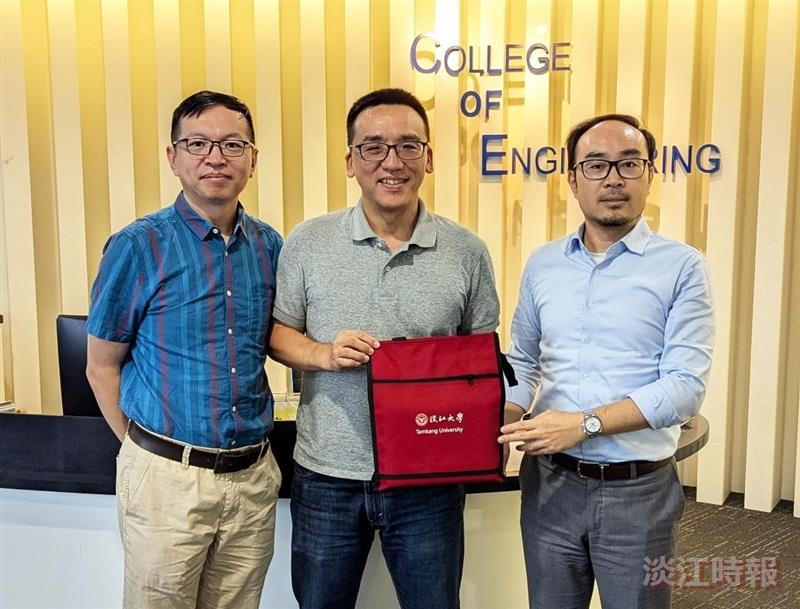 COLLEGE
OF
ENGINEERING
淡江大學
Tamkang University
淡江時報